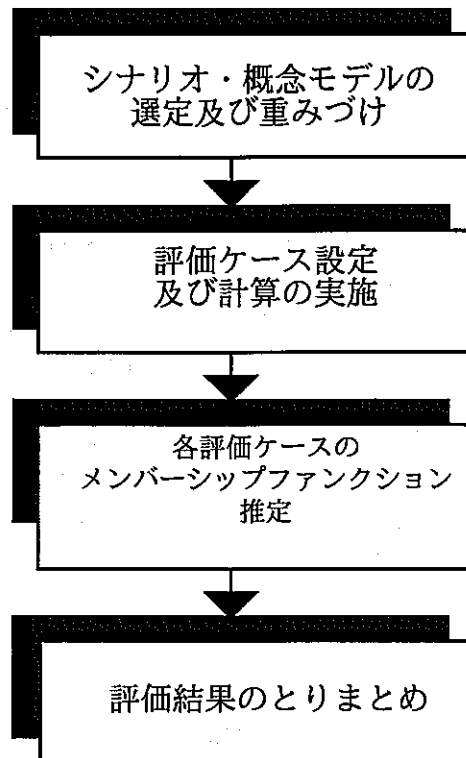 シナリオ・概念モデルの
選定及び重みづけ
評価ケース設定
及び計算の実施
各評価ケースの
メンバーシップファンクション
推定
評価結果のとりまとめ